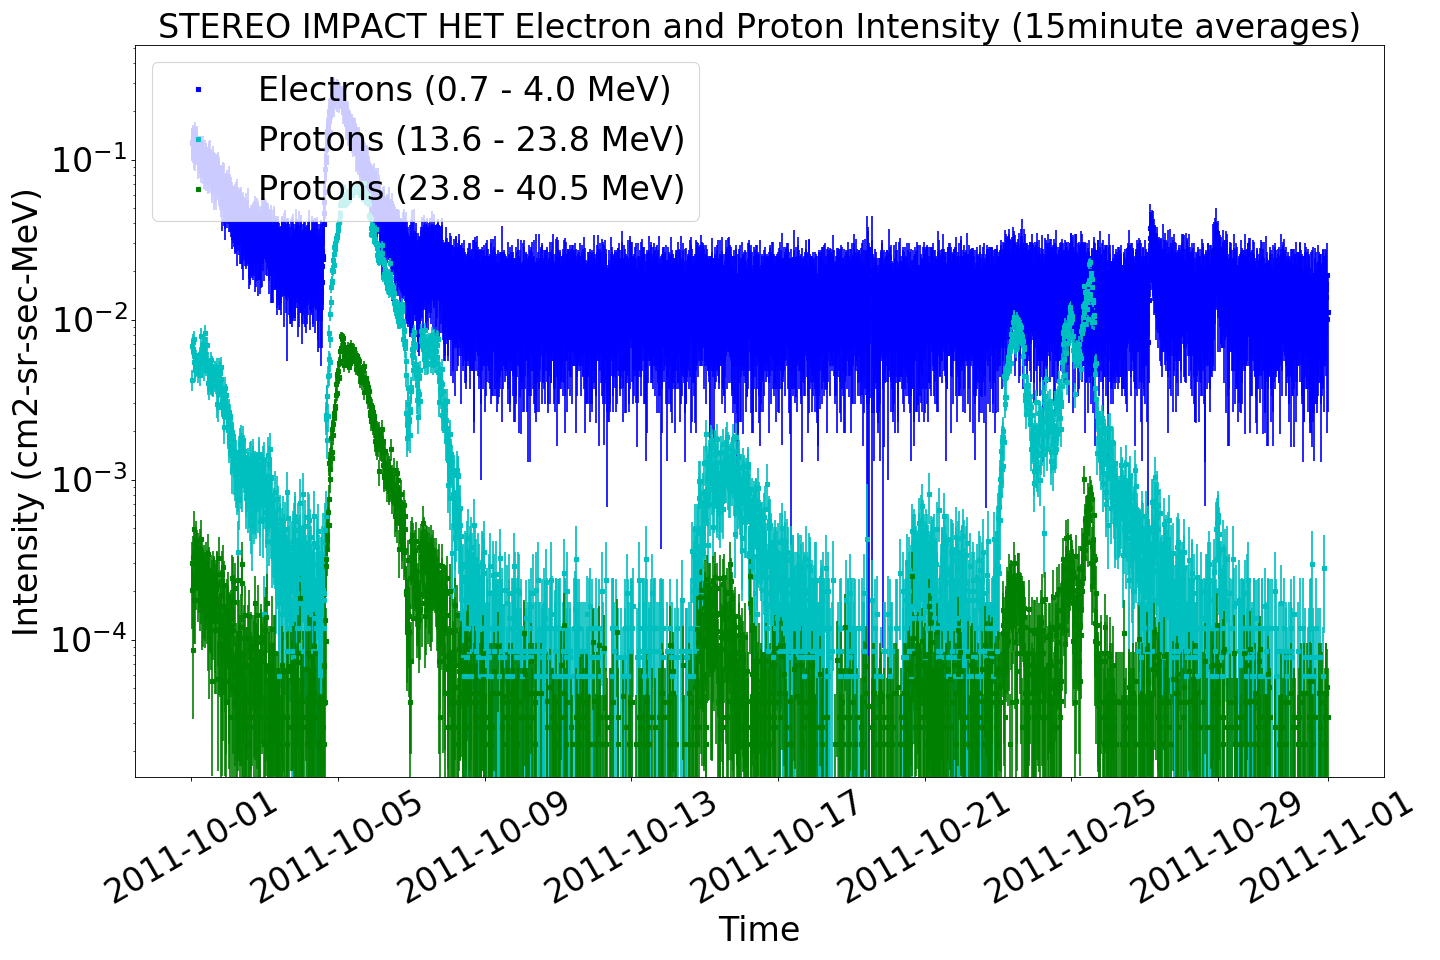 STEREO IMPACT HET Electron and Proton Intensity (15minute averages)
Electrons (0.7 - 4.0 MeV)
Protons (13.6 - 23.8 MeV)
Protons (23.8 - 40.5 MeV)
Intensity (cm2-sr-sec-MeV)
10⁻¹
10⁻²
10⁻³
10⁻⁴
2011-10-01
2011-10-05
2011-10-09
2011-10-13
2011-10-17
2011-10-21
2011-10-25
2011-10-29
2011-11-01
Time